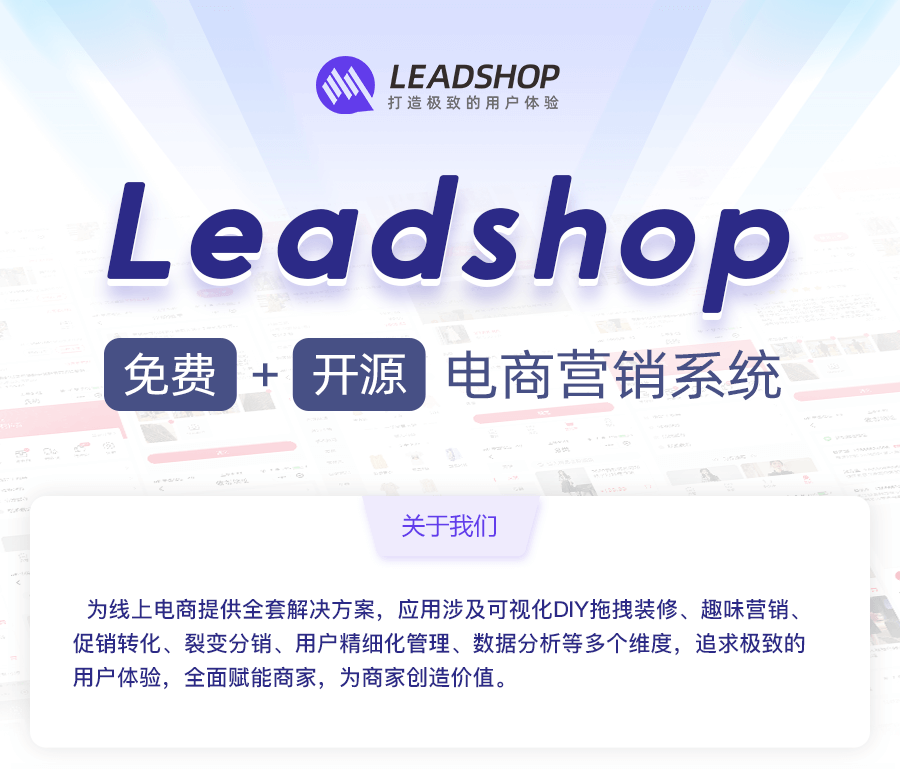 LEADSHOP
打造极致的用户体验
Leadshop
免费 + 开源 电商营销系统
关于我们
为线上电商提供全套解决方案，应用涉及可视化DIY拖拽装修、趣味营销、
促销转化、裂变分销、用户精细化管理、数据分析等多个维度，追求极致的
用户体验，全面赋能商家，为商家创造价值。